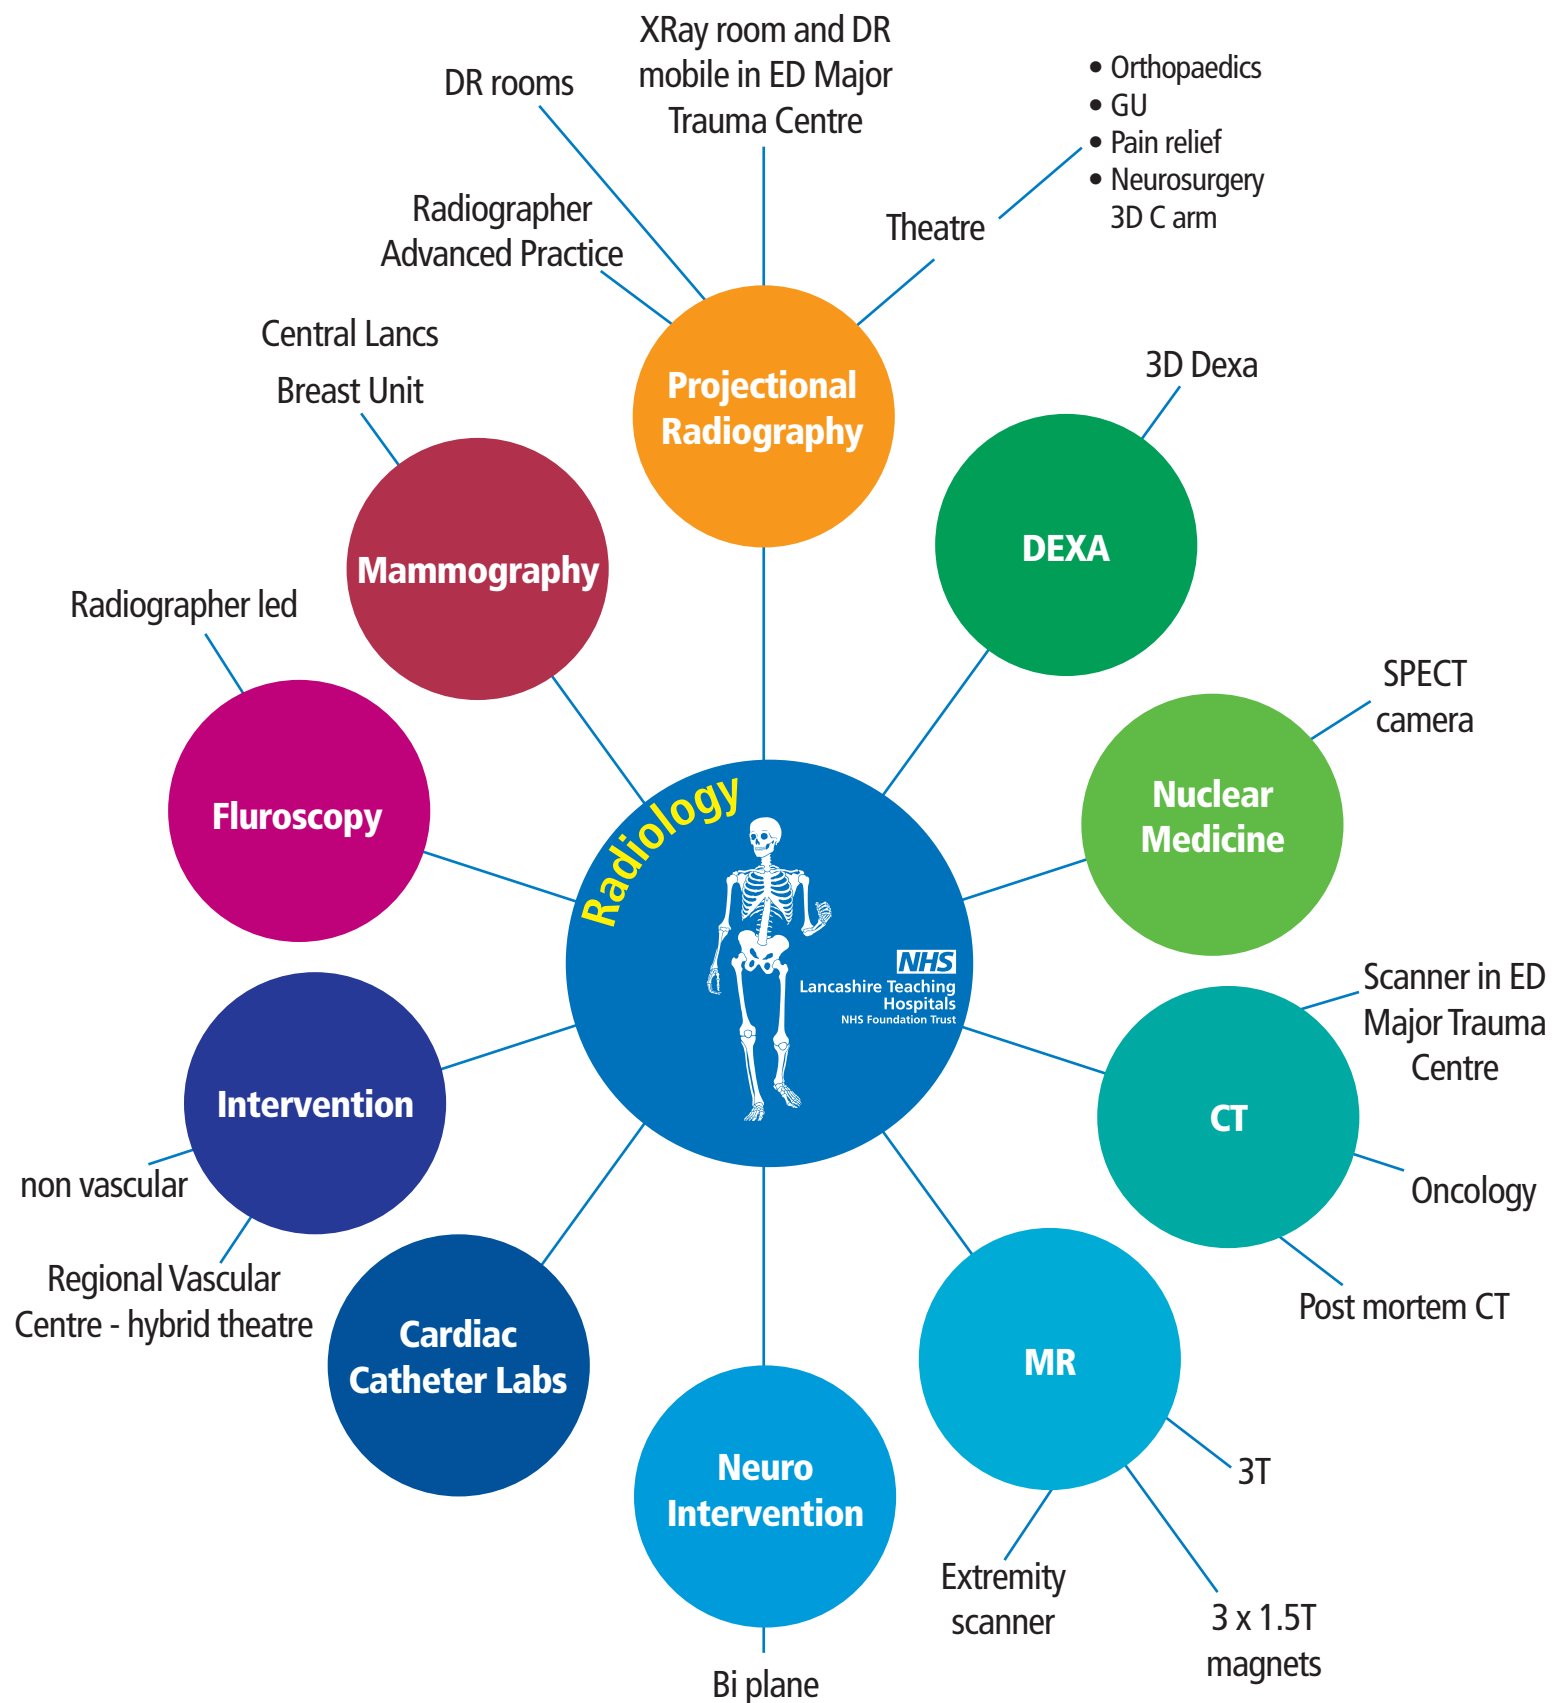 XRay room and DR
mobile in ED Major
Trauma Centre
DR rooms
Radiographer
Advanced Practice
Theatre
• Orthopaedics
• GU
• Pain relief
• Neurosurgery
3D C arm
Projectional
Radiography
3D Dexa
DEXA
SPECT
camera
Nuclear
Medicine
Scanner in ED
Major Trauma
Centre
CT
Oncology
Post mortem CT
MR
3T
3 x 1.5T
magnets
Extremity
scanner
Neuro
Intervention
Bi plane
Cardiac
Catheter Labs
Intervention
non vascular
Regional Vascular
Centre - hybrid theatre
Fluroscopy
Radiographer led
Mammography
Central Lancs
Breast Unit
Radiology
NHS
Lancashire Teaching
Hospitals
NHS Foundation Trust